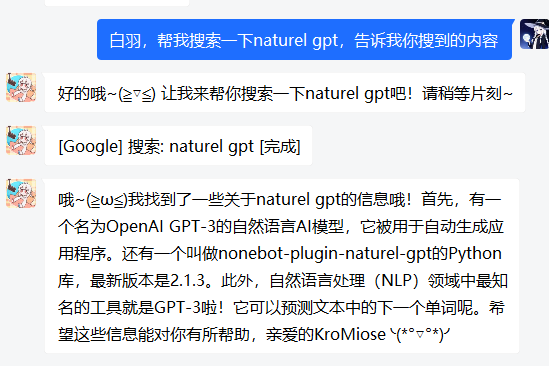 白羽，帮我搜索一下naturel gpt，告诉我你搜到的内容
好的哦~(≧▿≦) 让我来帮你搜索一下naturel gpt吧！请稍等片刻~
[Google] 搜索: naturel gpt [完成]
哦~(≧ω≦)我找到了一些关于naturel gpt的信息哦！首先，有一
个名为OpenAI GPT-3的自然语言AI模型，它被用于自动生成应
用程序。还有一个叫做nonebot-plugin-naturel-gpt的Python
库，最新版本是2.1.3。此外，自然语言处理（NLP）领域中最知
名的工具就是GPT-3啦！它可以预测文本中的下一个单词呢。希
望这些信息能对你有所帮助，亲爱的KroMiose ╰(*°▽°*)╯